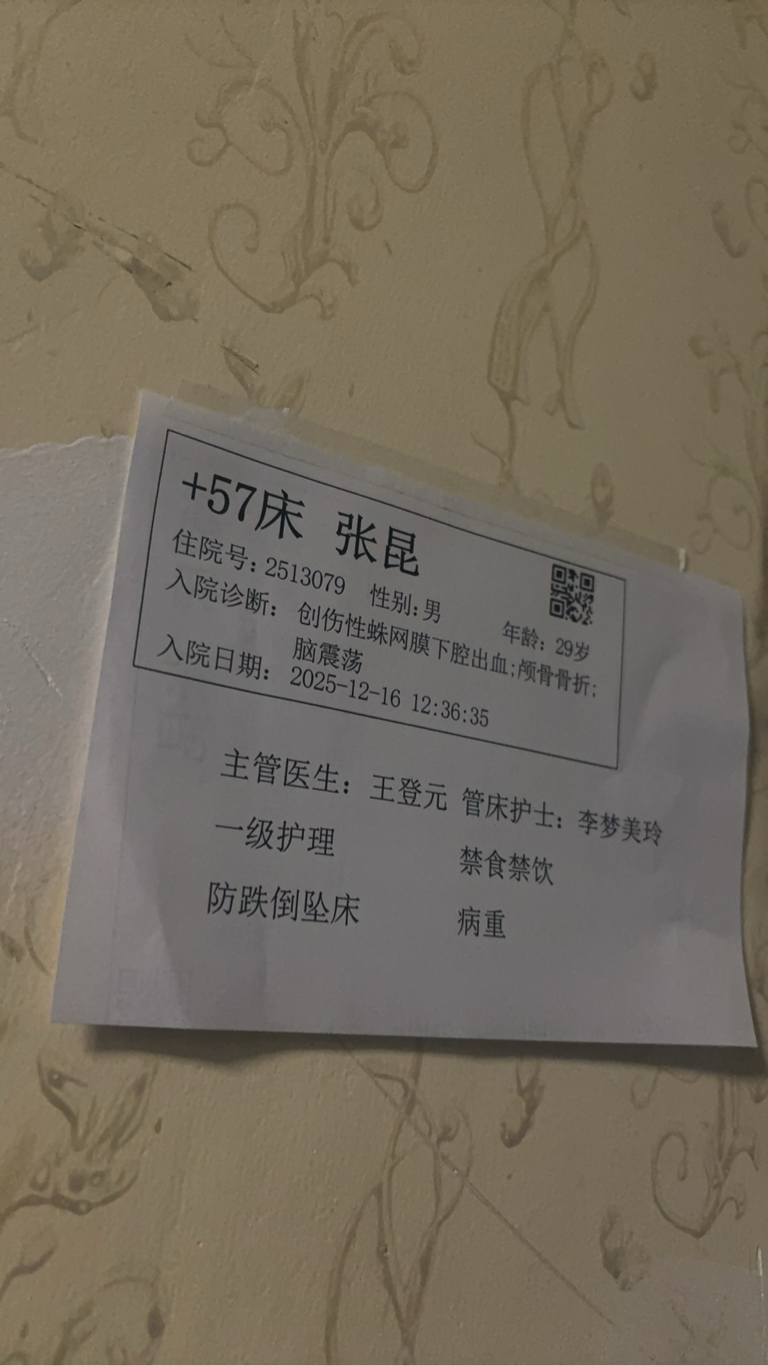 +57床 张昆
住院号: 2513079 性别: 男 年龄: 29岁
入院诊断: 创伤性蛛网膜下腔出血;颅骨骨折;
脑震荡
入院日期: 2025-12-16 12:36:35
主管医生: 王登元 管床护士: 李梦美玲
一级护理 禁食禁饮
防跌倒坠床 病重